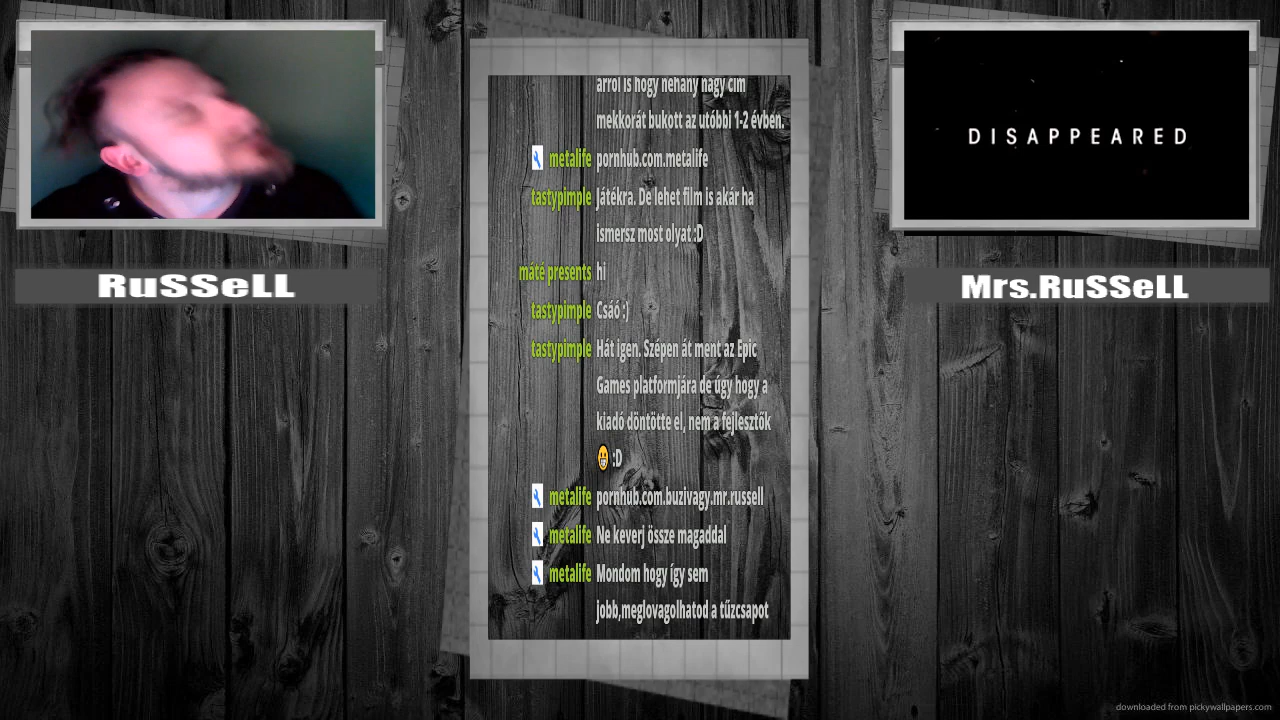 DISAPPEARED
RuSSeLL
Mrs.RuSSeLL
arról is hogy néhány nagy cím
mekkorát bukott az utóbbi 1-2 évben.
metalife pornhub.com.metalife
tastypimple Játékra. De lehet film is akár ha
ismersz most olyat :D
máté presents hi
tastypimple Csáó :)
tastypimple Hát igen. Szépen át ment az Epic
Games platformjára de úgy hogy a
kiadó döntötte el, nem a fejlesztők
😀 :D
metalife pornhub.com.buzivagy.mr.russell
metalife Ne keverj össze magaddal
metalife Mondom hogy így sem
jobb,meglovagolhatod a tűzcsapot
downloaded from pickywallpapers.com